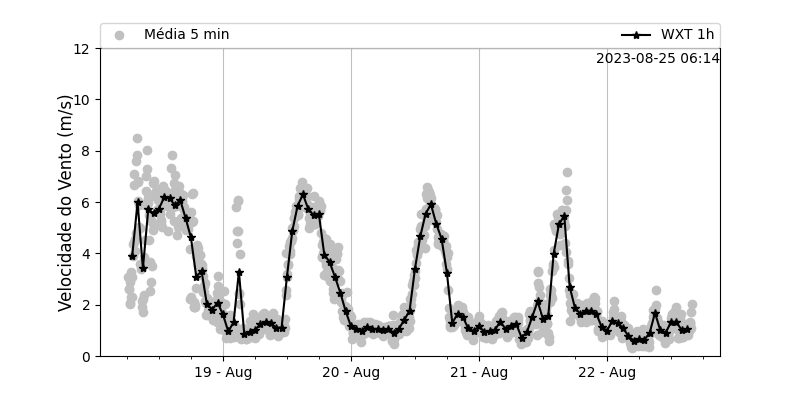 Média 5 min
WXT 1h
2023-08-25 06:14
Velocidade do Vento (m/s)
12
10
8
6
4
2
0
19 - Aug
20 - Aug
21 - Aug
22 - Aug